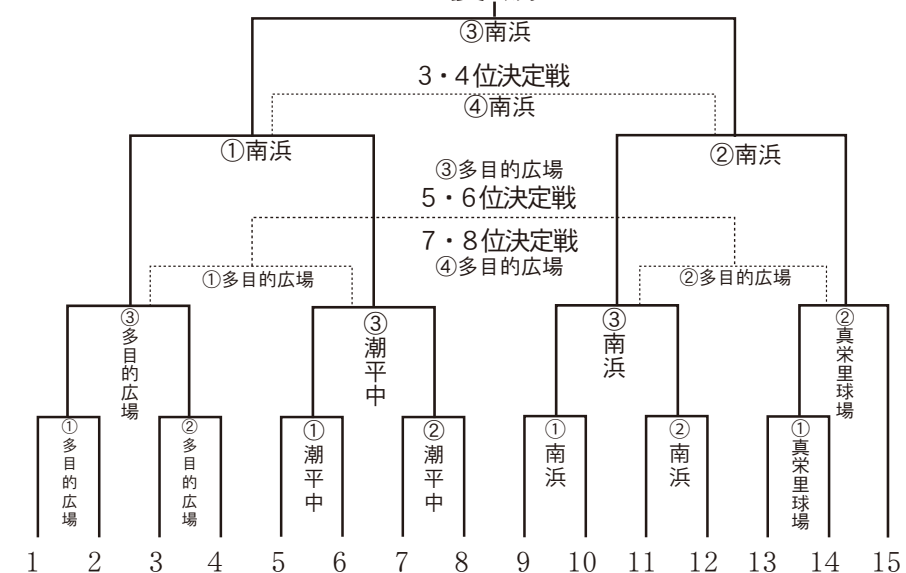 ③南浜
3・4位決定戦
④南浜
①南浜
②南浜
③多目的広場
5・6位決定戦
7・8位決定戦
④多目的広場
①多目的広場
②多目的広場
③多目的広場
③潮平中
③南浜
②真栄里球場
①多目的広場
②多目的広場
①潮平中
②潮平中
①南浜
②南浜
①真栄里球場
1 2 3 4 5 6 7 8 9 10 11 12 13 14 15